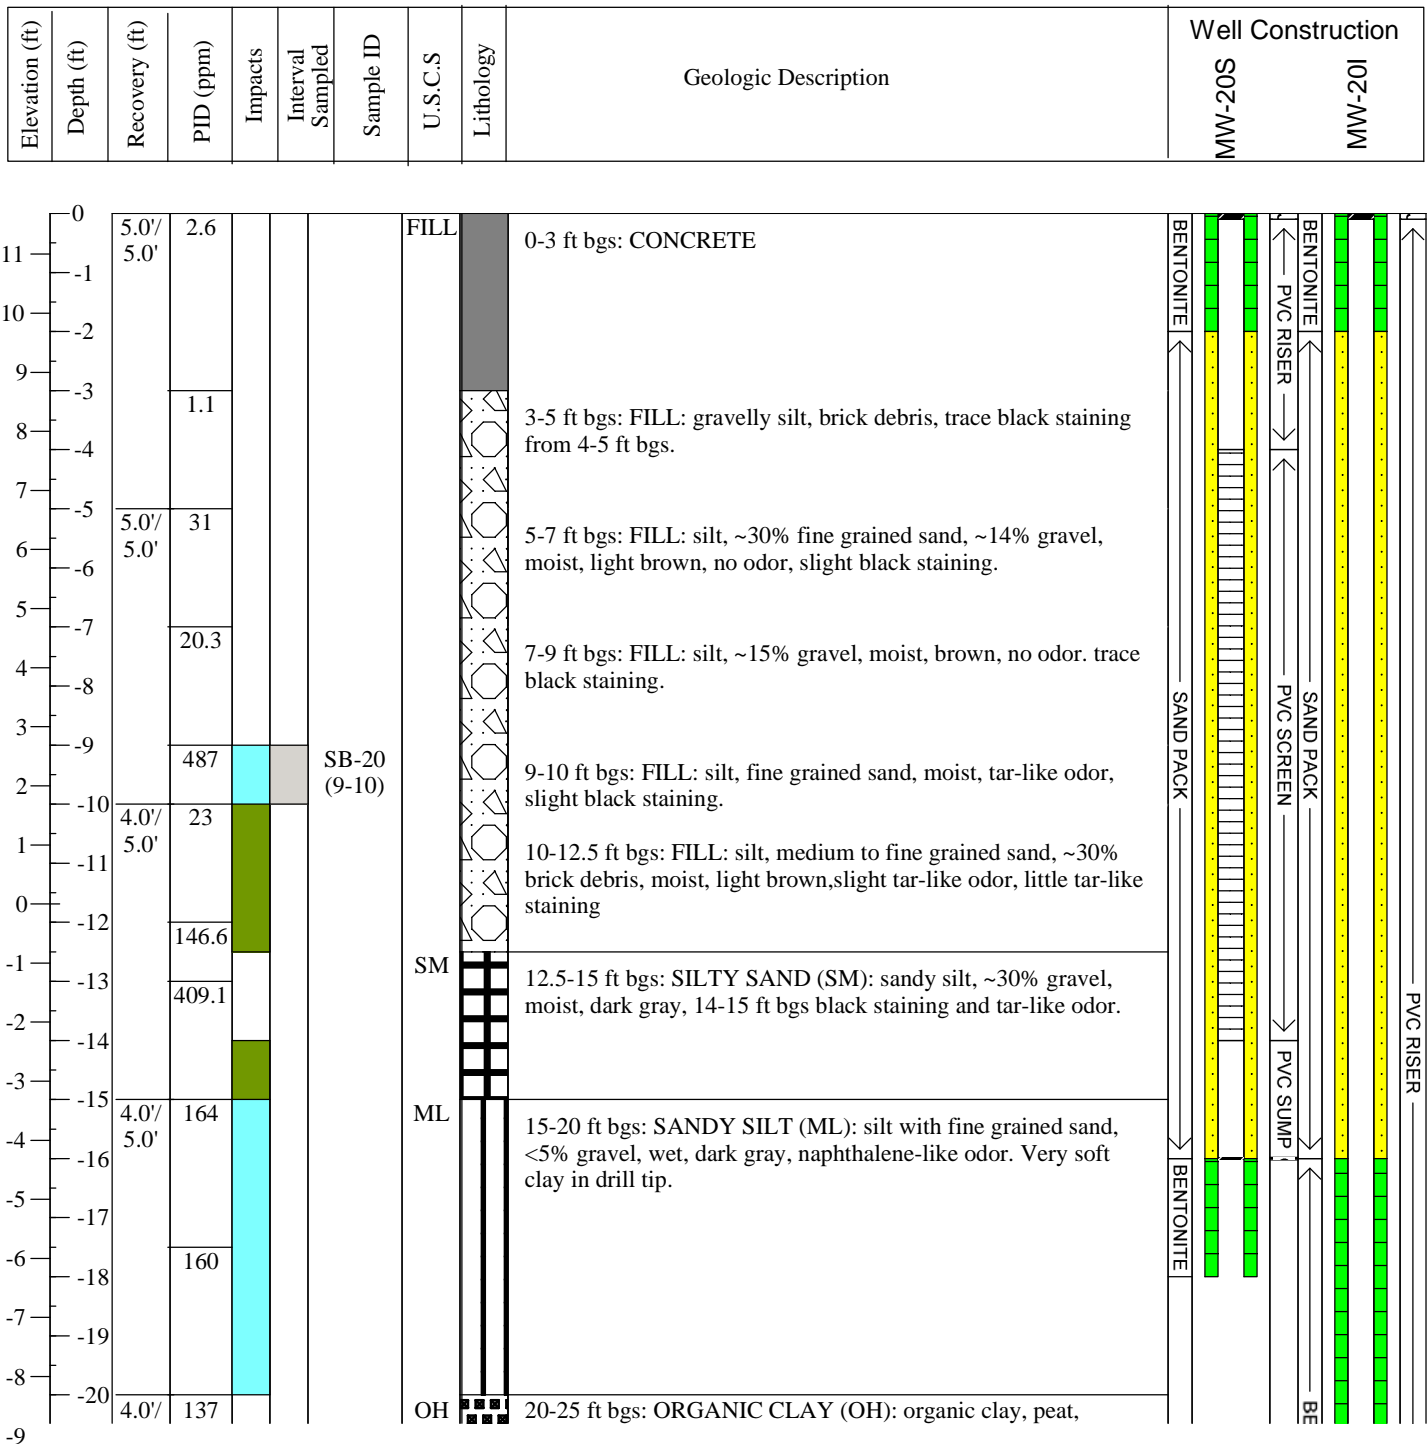 Elevation (ft)
Depth (ft)
Recovery (ft)
PID (ppm)
Impacts
Interval
Sampled
Sample ID
U.S.C.S
Lithology
Geologic Description
Well Construction
MW-20S
MW-20I
11
10
9
8
7
6
5
4
3
2
1
0
-1
-2
-3
-4
-5
-6
-7
-8
-9
0
-1
-2
-3
-4
-5
-6
-7
-8
-9
-10
-11
-12
-13
-14
-15
-16
-17
-18
-19
-20
5.0'/
5.0'
5.0'/
5.0'
4.0'/
5.0'
4.0'/
5.0'
4.0'/
2.6
1.1
31
20.3
487
23
146.6
409.1
164
160
137
SB-20
(9-10)
FILL
SM
ML
OH
0-3 ft bgs: CONCRETE
3-5 ft bgs: FILL: gravelly silt, brick debris, trace black staining
from 4-5 ft bgs.
5-7 ft bgs: FILL: silt, ~30% fine grained sand, ~14% gravel,
moist, light brown, no odor, slight black staining.
7-9 ft bgs: FILL: silt, ~15% gravel, moist, brown, no odor. trace
black staining.
9-10 ft bgs: FILL: silt, fine grained sand, moist, tar-like odor,
slight black staining.
10-12.5 ft bgs: FILL: silt, medium to fine grained sand, ~30%
brick debris, moist, light brown,slight tar-like odor, little tar-like
staining
12.5-15 ft bgs: SILTY SAND (SM): sandy silt, ~30% gravel,
moist, dark gray, 14-15 ft bgs black staining and tar-like odor.
15-20 ft bgs: SANDY SILT (ML): silt with fine grained sand,
<5% gravel, wet, dark gray, naphthalene-like odor. Very soft
clay in drill tip.
20-25 ft bgs: ORGANIC CLAY (OH): organic clay, peat,
BENTONITE
SAND PACK
BENTONITE
PVC RISER
PVC SCREEN
PVC SUMP
BENTONITE
SAND PACK
BE
PVC RISER